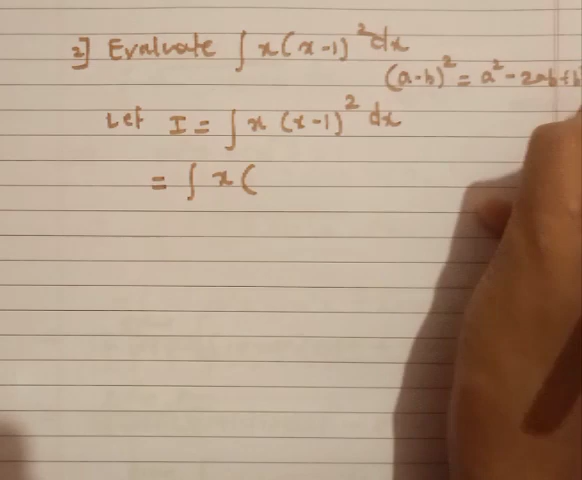 2] Evaluate ∫ x(x-1)² dx
(a-b)² = a² - 2ab + b
Let I = ∫ x (x-1)² dx
= ∫ x (